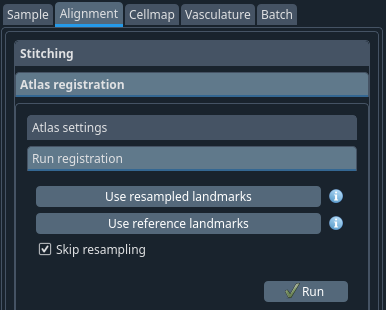 Sample Alignment Cellmap Vasculature Batch
Stitching
Atlas registration
Atlas settings
Run registration
Use resampled landmarks
Use reference landmarks
Skip resampling
Run